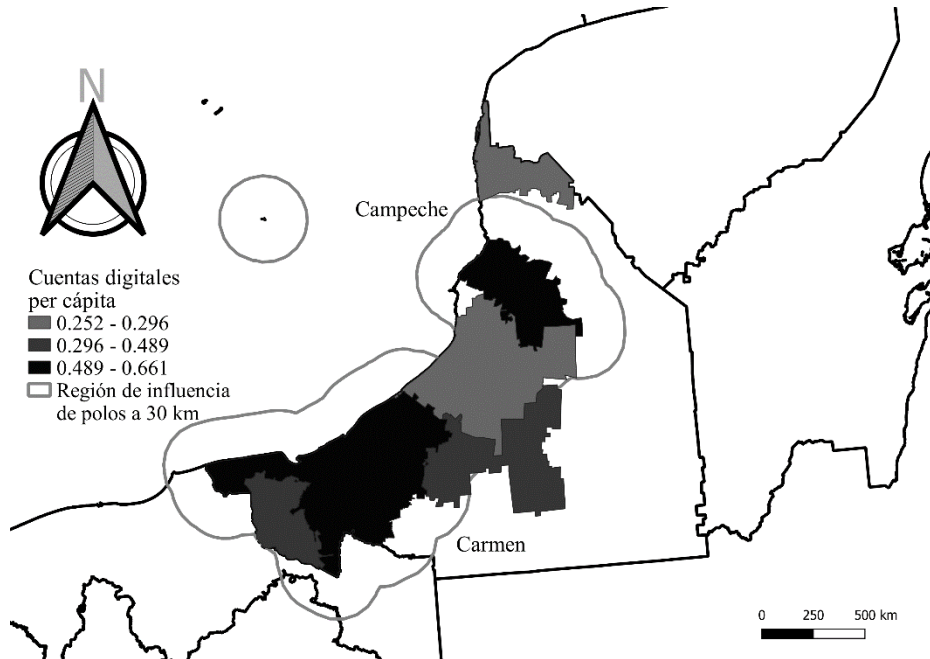 N
Campeche
Cuentas digitales
per cápita
0.252 - 0.296
0.296 - 0.489
0.489 - 0.661
Región de influencia
de polos a 30 km
Carmen
0 250 500 km